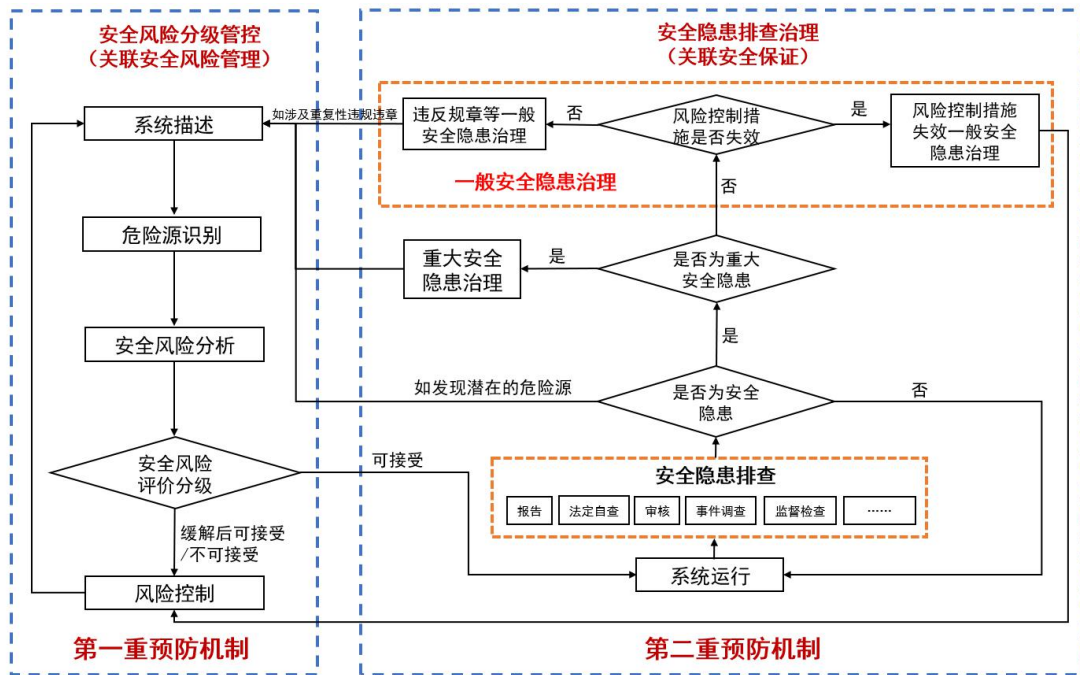 安全风险分级管控
（关联安全风险管理）
系统描述
危险源识别
安全风险分析
安全风险
评价分级
缓解后可接受
/不可接受
风险控制
第一重预防机制
可接受
安全隐患排查治理
（关联安全保证）
如涉及重复性违规违章
违反规章等一般
安全隐患治理
否
风险控制措
施是否失效
是
风险控制措施
失效一般安全
隐患治理
一般安全隐患治理
否
重大安全
隐患治理
是
是否为重大
安全隐患
是
如发现潜在的危险源
是否为安全
隐患
否
安全隐患排查
报告
法定自查
审核
事件调查
监督检查
……
系统运行
第二重预防机制